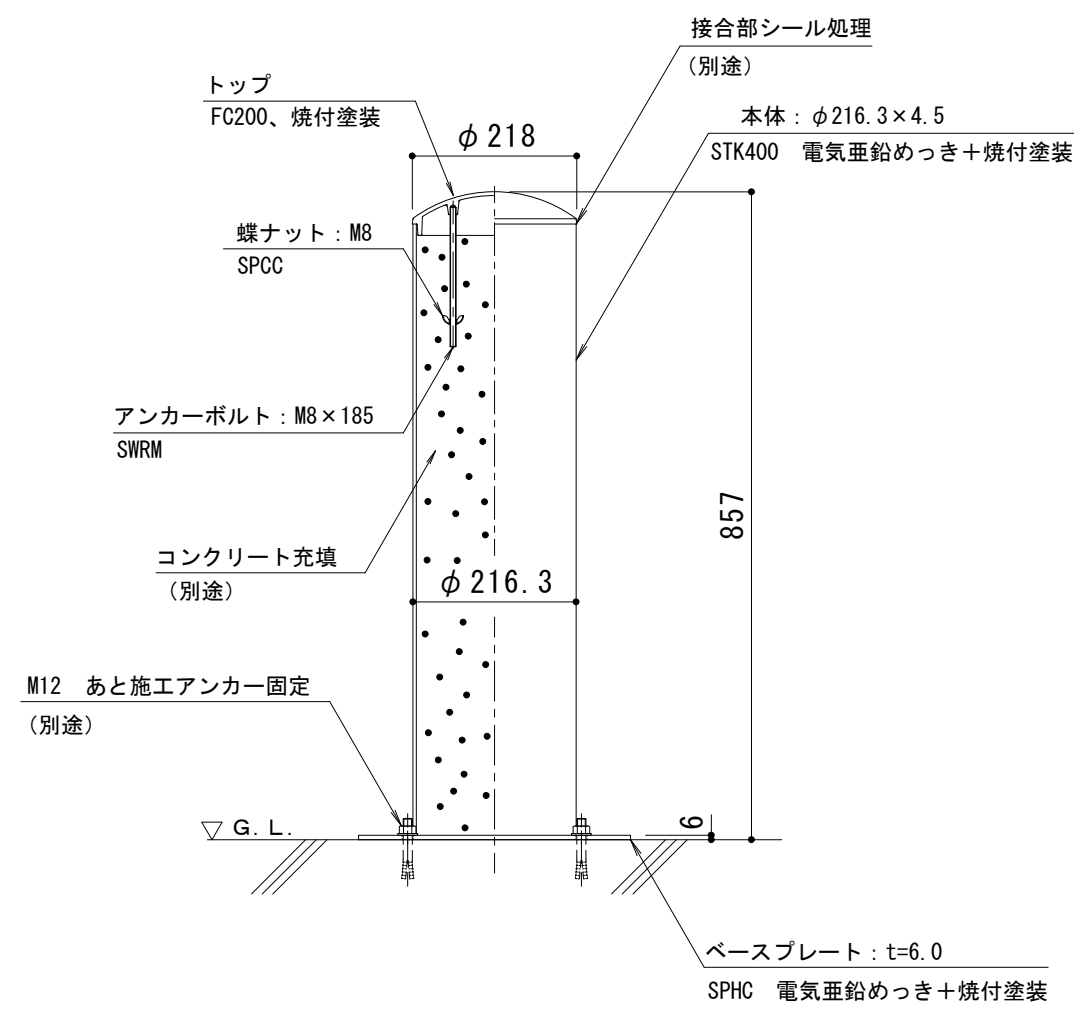 接合部シール処理
(別途)
トップ
FC200、焼付塗装
本体：φ216.3×4.5
STK400　電気亜鉛めっき＋焼付塗装
φ218
蝶ナット：M8
SPCC
アンカーボルト：M8×185
SWRM
857
コンクリート充填
(別途)
φ216.3
M12　あと施工アンカー固定
(別途)
G.L.
6
ベースプレート：t=6.0
SPHC　電気亜鉛めっき＋焼付塗装